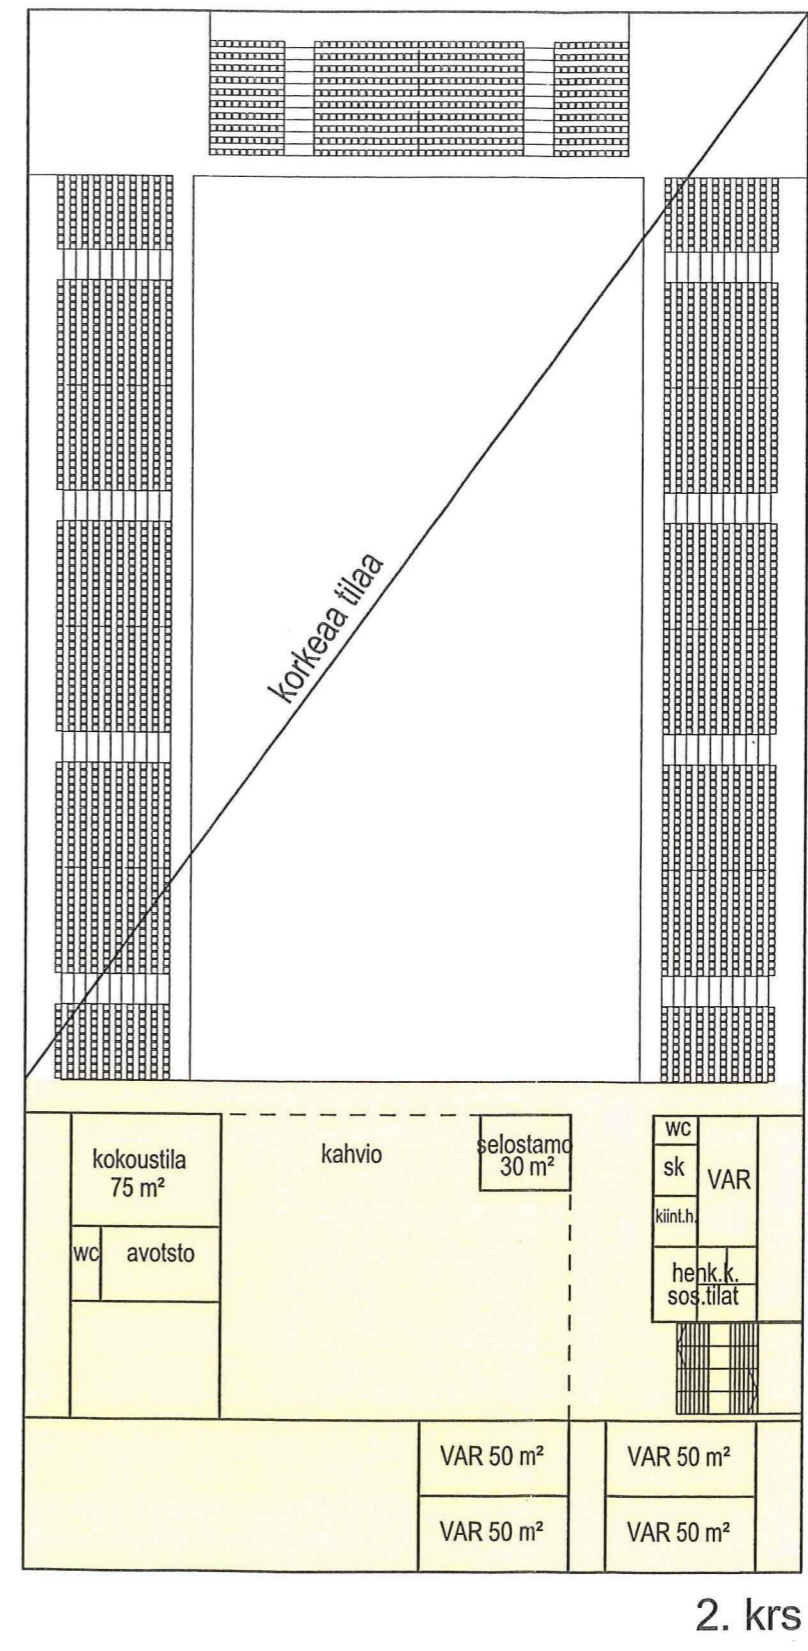 korkeaa tilaa
kokoustila
75 m²
kahvio
selostamo
30 m²
wc
sk
VAR
kiint.h.
wc
avotsto
henk.k.
sos.tilat
VAR 50 m²
VAR 50 m²
VAR 50 m²
VAR 50 m²
2. krs